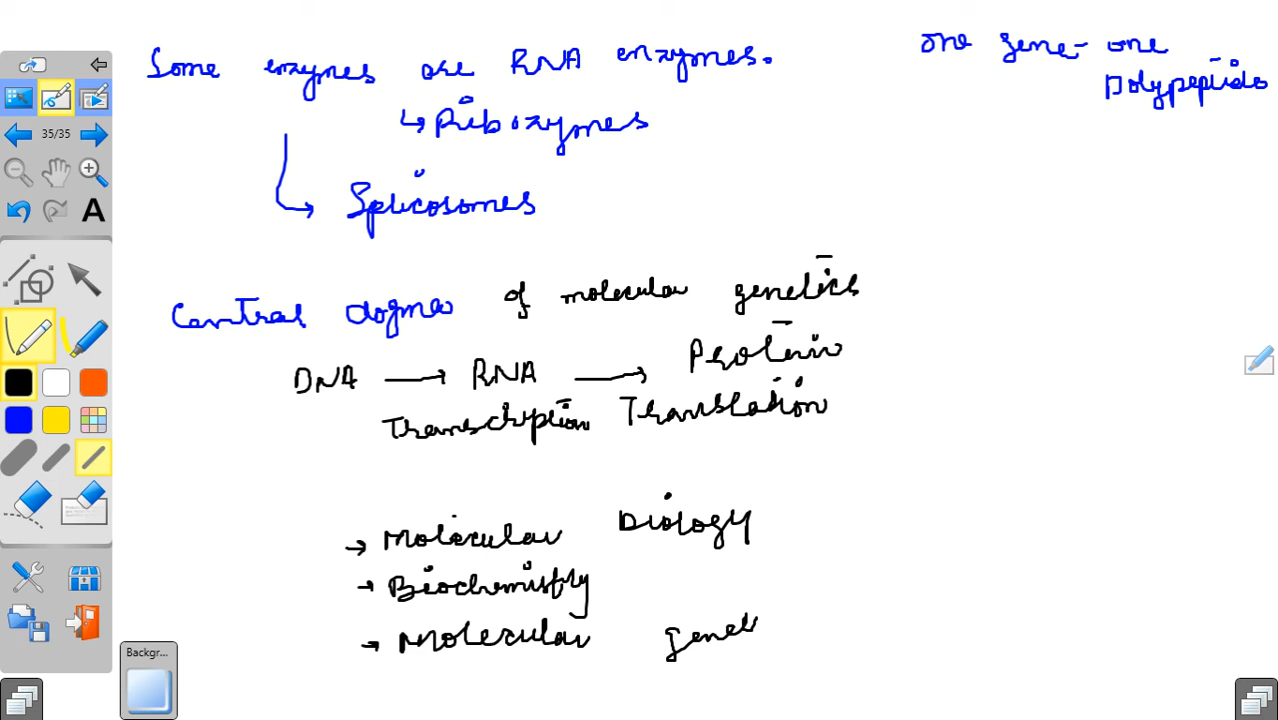 Some enzymes are RNA enzymes.
one gene- one
polypeptide
↳ Ribozymes
→ Splicosomes
Central dogma of molecular genetics
DNA → RNA → Protein
Transcription Translation
→ Molecular Biology
→ Biochemistry
→ Molecular genet
35/35
A
Backgr...